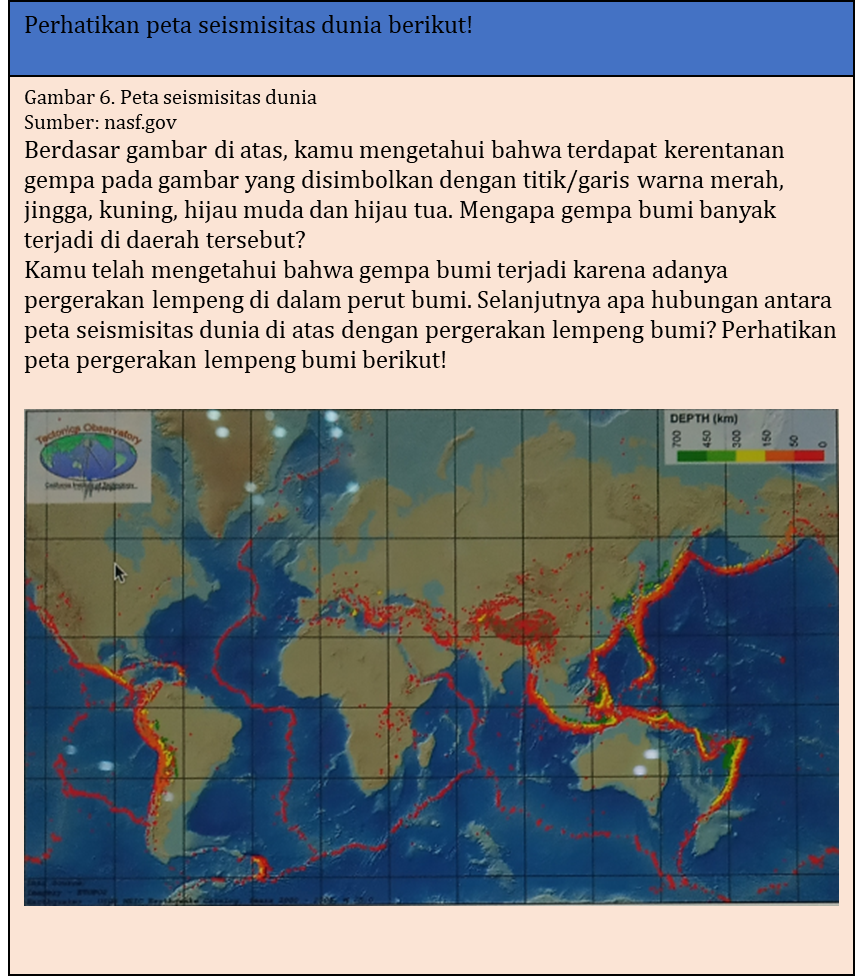 Perhatikan peta seismisitas dunia berikut!
Gambar 6. Peta seismisitas dunia
Sumber: nasf.gov
Berdasar gambar di atas, kamu mengetahui bahwa terdapat kerentanan
gempa pada gambar yang disimbolkan dengan titik/garis warna merah,
jingga, kuning, hijau muda dan hijau tua. Mengapa gempa bumi banyak
terjadi di daerah tersebut?
Kamu telah mengetahui bahwa gempa bumi terjadi karena adanya
pergerakan lempeng di dalam perut bumi. Selanjutnya apa hubungan antara
peta seismisitas dunia di atas dengan pergerakan lempeng bumi? Perhatikan
peta pergerakan lempeng bumi berikut!
Tectonics Observatory
California Institute of Technology
DEPTH (km)
700 450 300 150 50 0